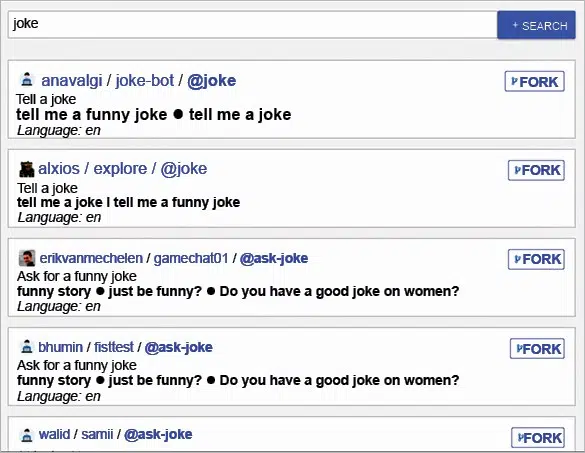 joke
+ SEARCH
anavalgi / joke-bot / @joke
FORK
Tell a joke
tell me a funny joke ● tell me a joke
Language: en
alxios / explore / @joke
FORK
Tell a joke
tell me a joke I tell me a funny joke
Language: en
erikvanmechelen / gamechat01 / @ask-joke
FORK
Ask for a funny joke
funny story ● just be funny? ● Do you have a good joke on women?
Language: en
bhumin / fisttest / @ask-joke
FORK
Ask for a funny joke
funny story ● just be funny? ● Do you have a good joke on women?
Language: en
walid / samii / @ask-joke
FORK